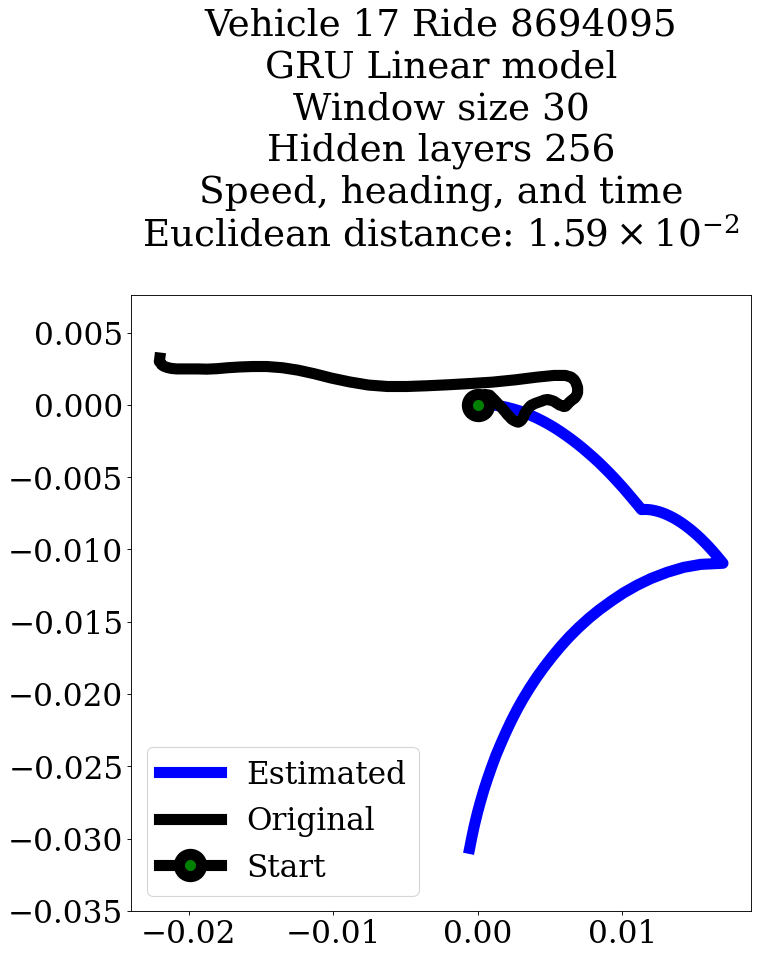 Vehicle 17 Ride 8694095
GRU Linear model
Window size 30
Hidden layers 256
Speed, heading, and time
Euclidean distance: 1.59 × 10⁻²
0.005
0.000
−0.005
−0.010
−0.015
−0.020
−0.025
−0.030
−0.035
Estimated
Original
Start
−0.02
−0.01
0.00
0.01